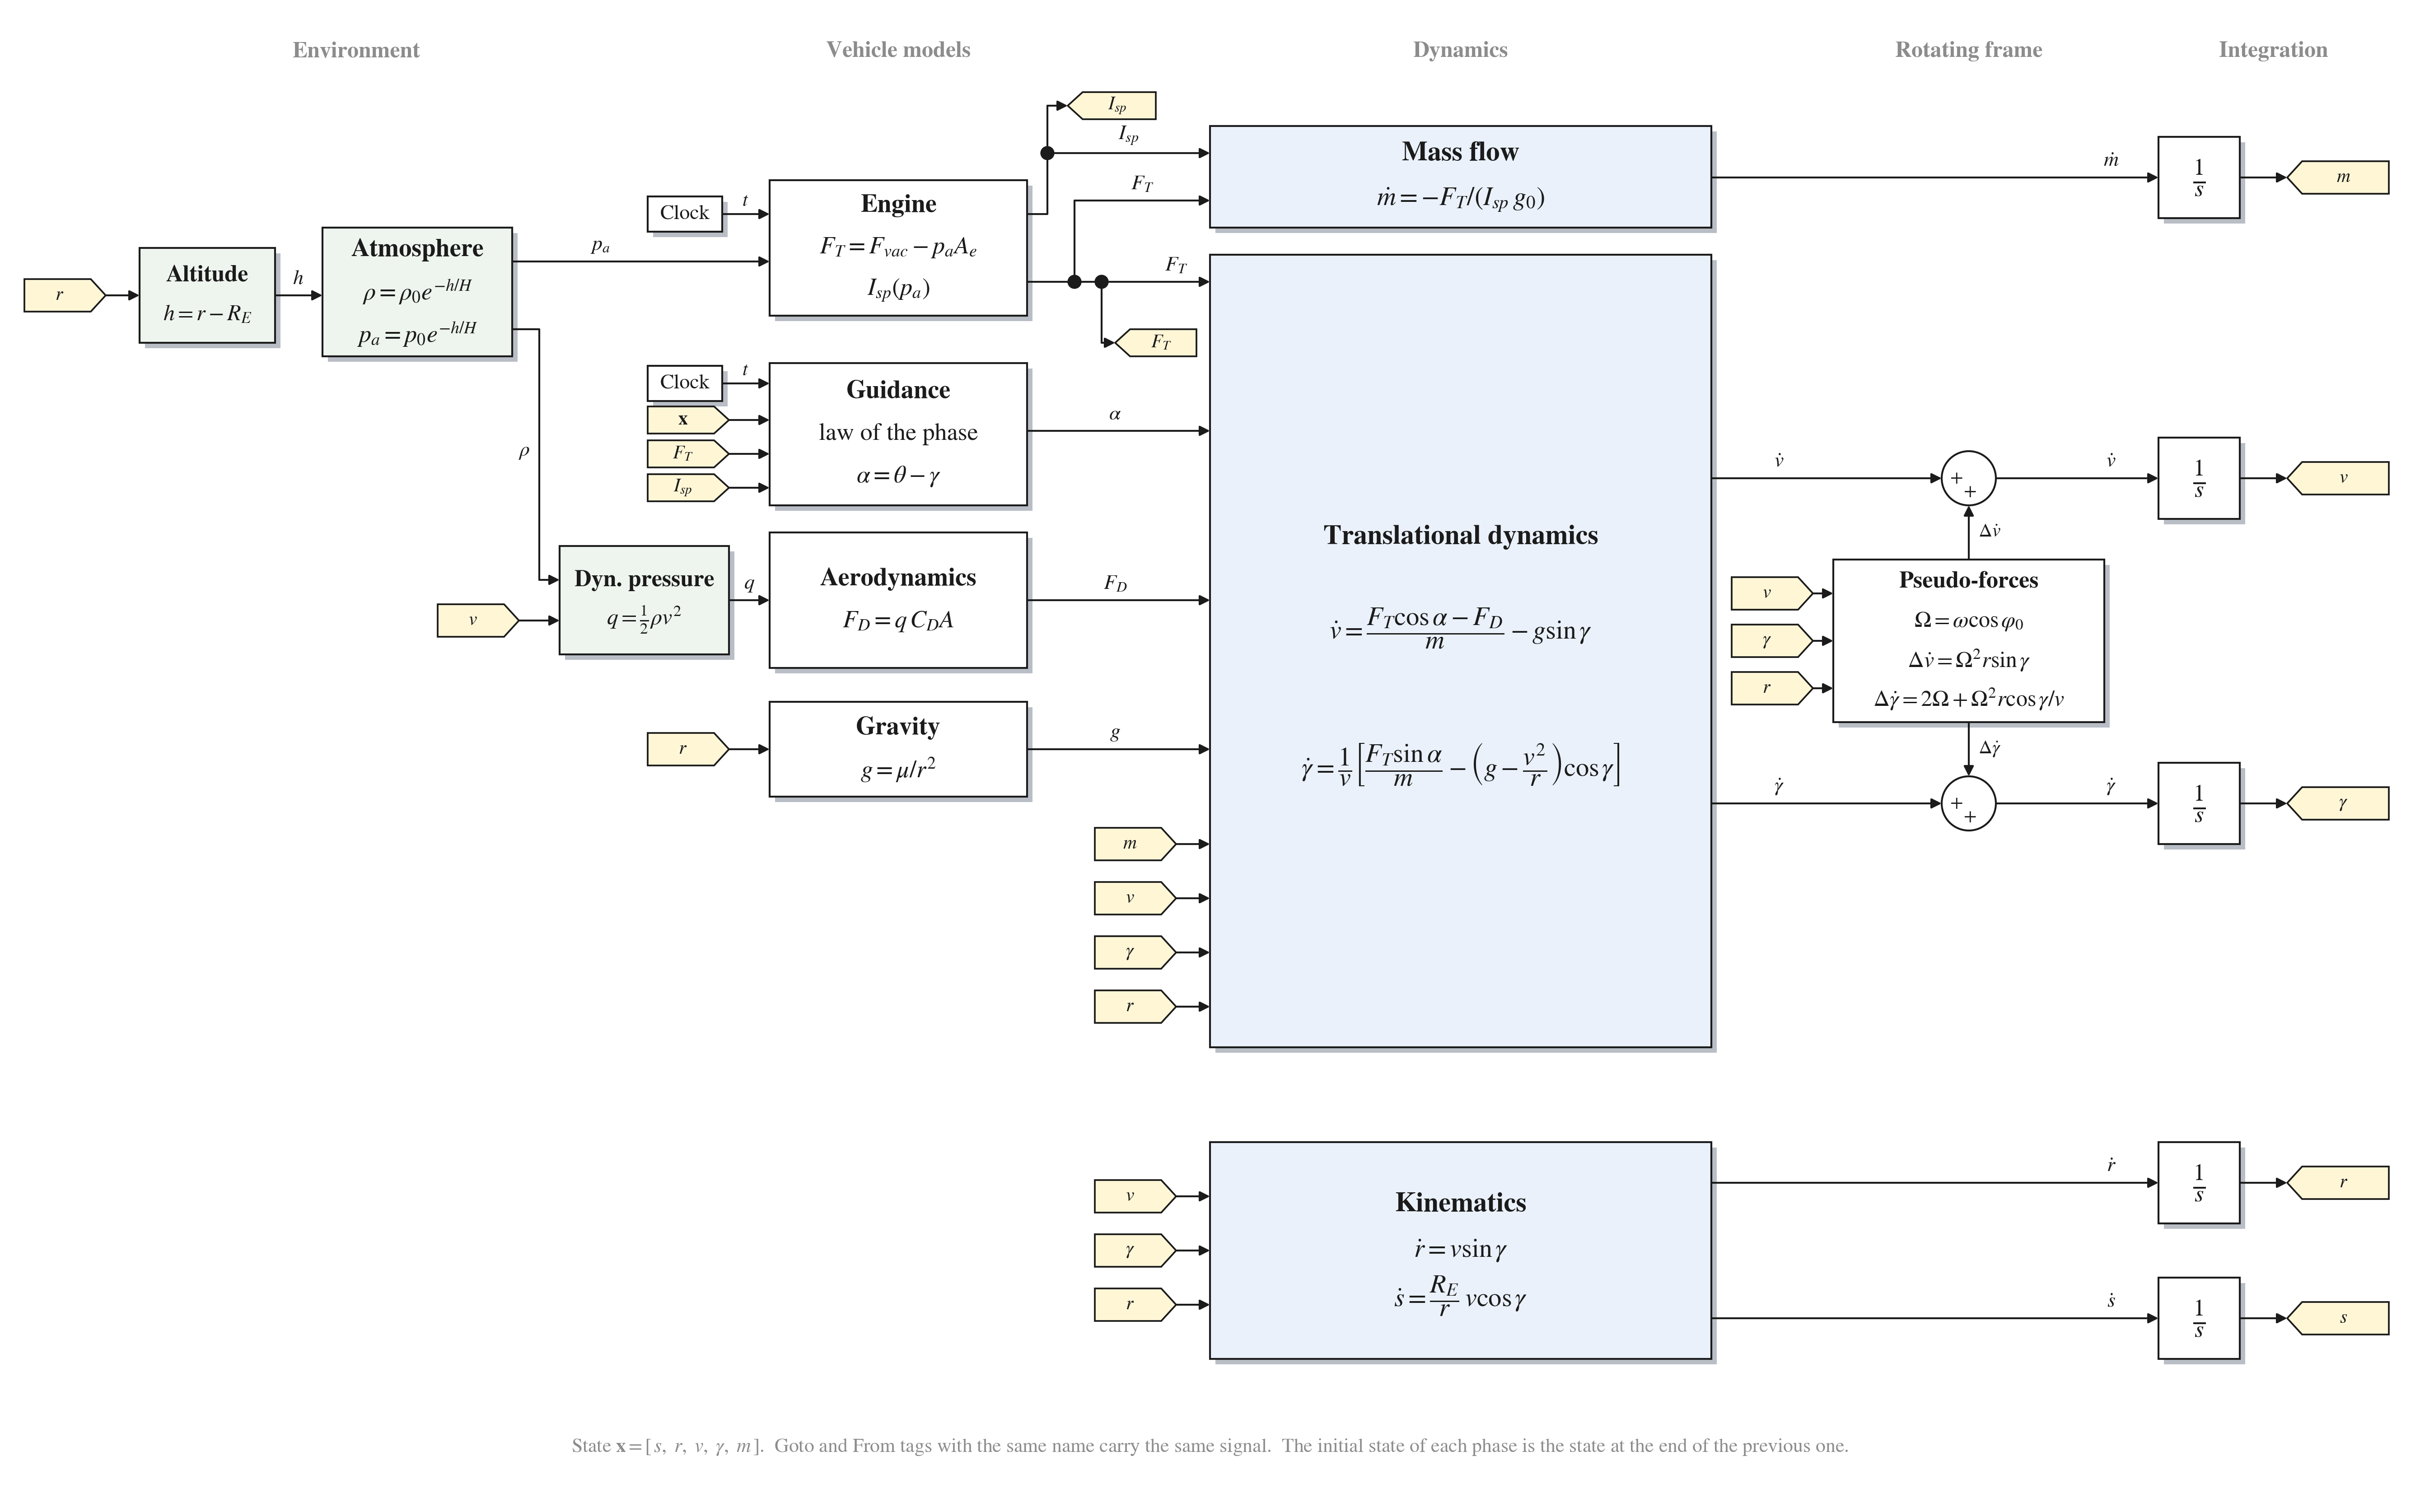 Environment
Vehicle models
Dynamics
Rotating frame
Integration
I_sp
I_sp
Mass flow
ṁ = −F_T/(I_sp g_0)
ṁ
1/s
m
Clock
t
Engine
F_T = F_vac − p_a A_e
I_sp(p_a)
F_T
F_T
F_T
r
Altitude
h = r − R_E
h
Atmosphere
ρ = ρ_0 e^{−h/H}
p_a = p_0 e^{−h/H}
p_a
ρ
Clock
t
x
F_T
I_sp
Guidance
law of the phase
α = θ − γ
α
v
Dyn. pressure
q = ½ρv²
q
Aerodynamics
F_D = q C_D A
F_D
r
Gravity
g = μ/r²
g
m
v
γ
r
Translational dynamics
v̇ = (F_T cos α − F_D)/m − g sin γ
γ̇ = 1/v [F_T sin α/m − (g − v²/r) cos γ]
v̇
+
+
v̇
1/s
v
Δv̇
v
γ
r
Pseudo-forces
Ω = ω cos φ_0
Δv̇ = Ω² r sin γ
Δγ̇ = 2Ω + Ω² r cos γ/v
Δγ̇
γ̇
+
+
γ̇
1/s
γ
v
γ
r
Kinematics
ṙ = v sin γ
ṡ = R_E/r v cos γ
ṙ
1/s
r
ṡ
1/s
s
State x = [s, r, v, γ, m]. Goto and From tags with the same name carry the same signal. The initial state of each phase is the state at the end of the previous one.